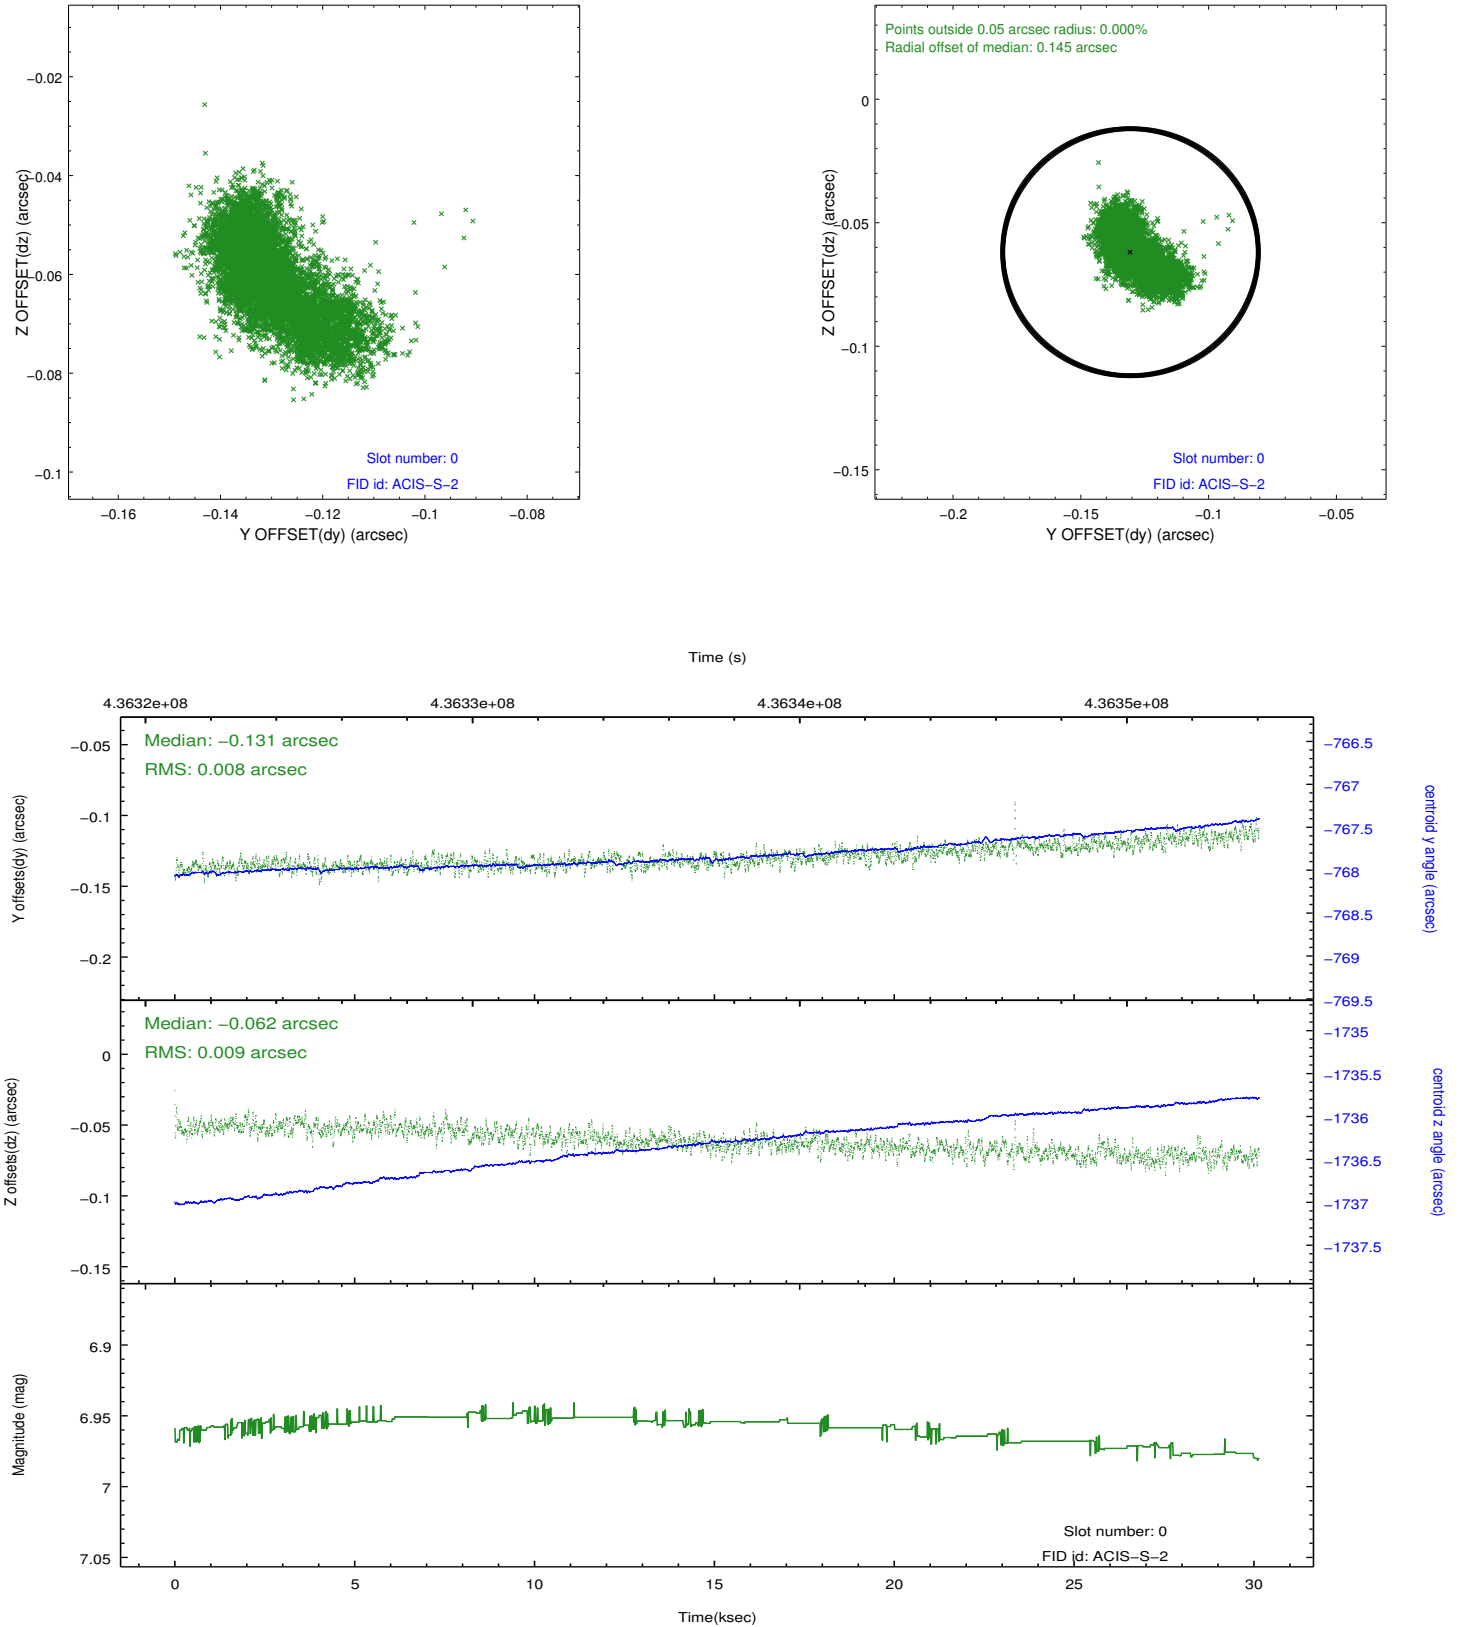 −0.02
−0.04
−0.06
−0.08
−0.1
Z OFFSET(dz) (arcsec)
Slot number: 0
FID id: ACIS−S−2
−0.16
−0.14
−0.12
−0.1
−0.08
Y OFFSET(dy) (arcsec)
Points outside 0.05 arcsec radius: 0.000%
Radial offset of median: 0.145 arcsec
0
−0.05
−0.1
−0.15
Z OFFSET(dz) (arcsec)
Slot number: 0
FID id: ACIS−S−2
−0.2
−0.15
−0.1
−0.05
Y OFFSET(dy) (arcsec)
Time (s)
4.3632e+08
4.3633e+08
4.3634e+08
4.3635e+08
Median: −0.131 arcsec
RMS: 0.008 arcsec
−0.05
−0.1
−0.15
−0.2
Y offsets(dy) (arcsec)
−766.5
−767
−767.5
−768
−768.5
−769
−769.5
centroid y angle (arcsec)
Median: −0.062 arcsec
RMS: 0.009 arcsec
0
−0.05
−0.1
−0.15
Z offsets(dz) (arcsec)
−1735
−1735.5
−1736
−1736.5
−1737
−1737.5
centroid z angle (arcsec)
6.9
6.95
7
7.05
Magnitude (mag)
Slot number: 0
FID id: ACIS−S−2
0
5
10
15
20
25
30
Time(ksec)